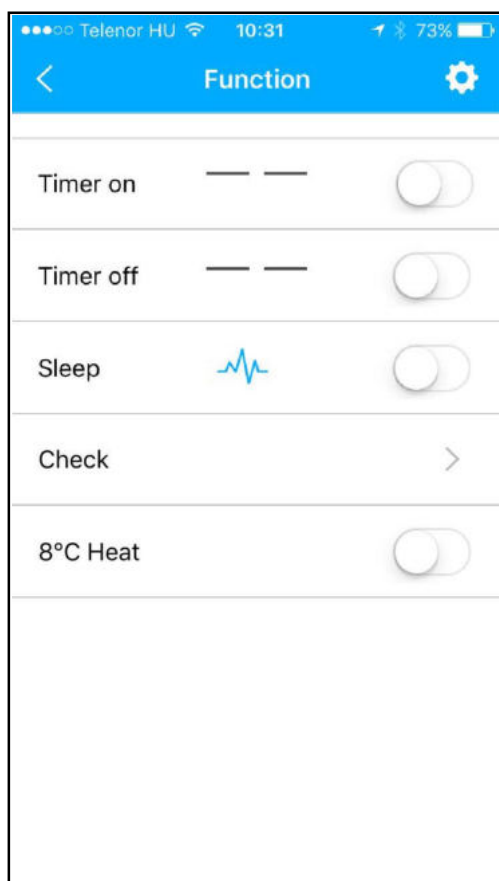 Telenor HU 10:31 73%
Function
Timer on — —
Timer off — —
Sleep
Check
8°C Heat